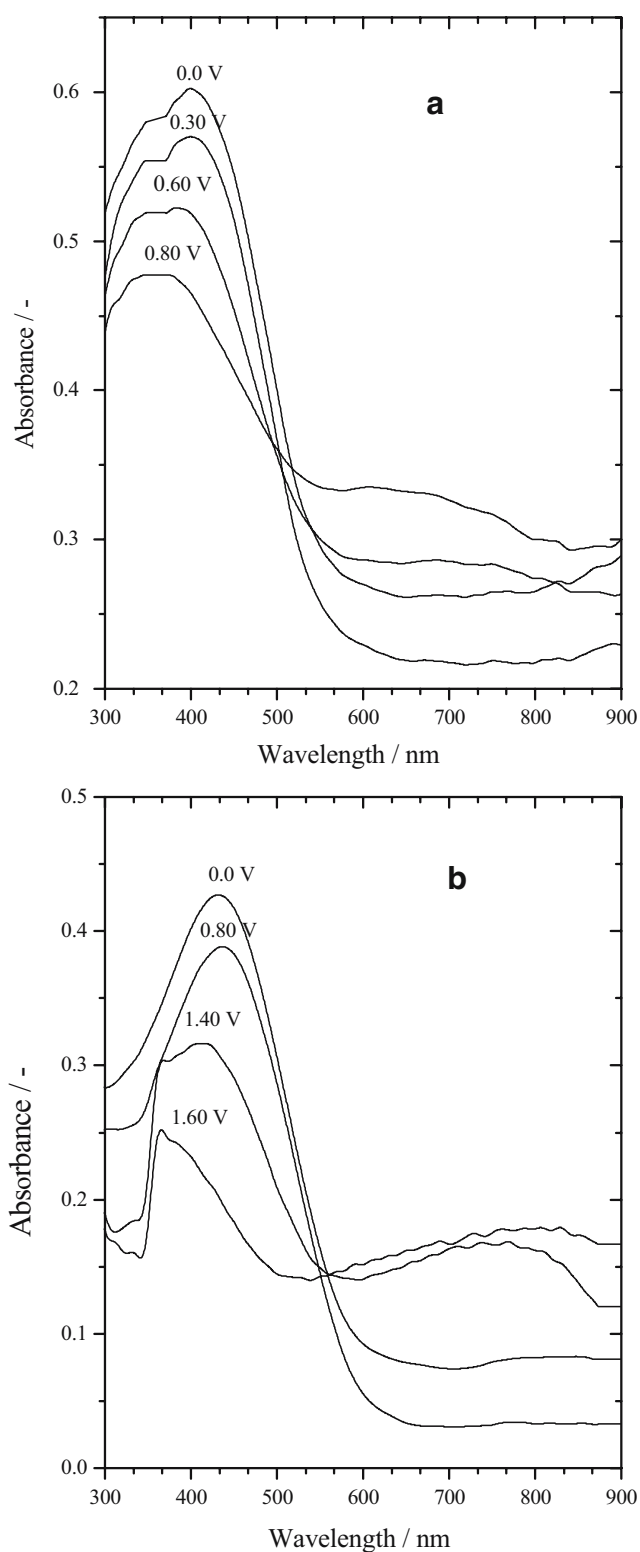 a
0.0 V
0.30 V
0.60 V
0.80 V
Absorbance / -
0.6
0.5
0.4
0.3
0.2
300 400 500 600 700 800 900
Wavelength / nm
b
0.0 V
0.80 V
1.40 V
1.60 V
Absorbance / -
0.5
0.4
0.3
0.2
0.1
0.0
300 400 500 600 700 800 900
Wavelength / nm